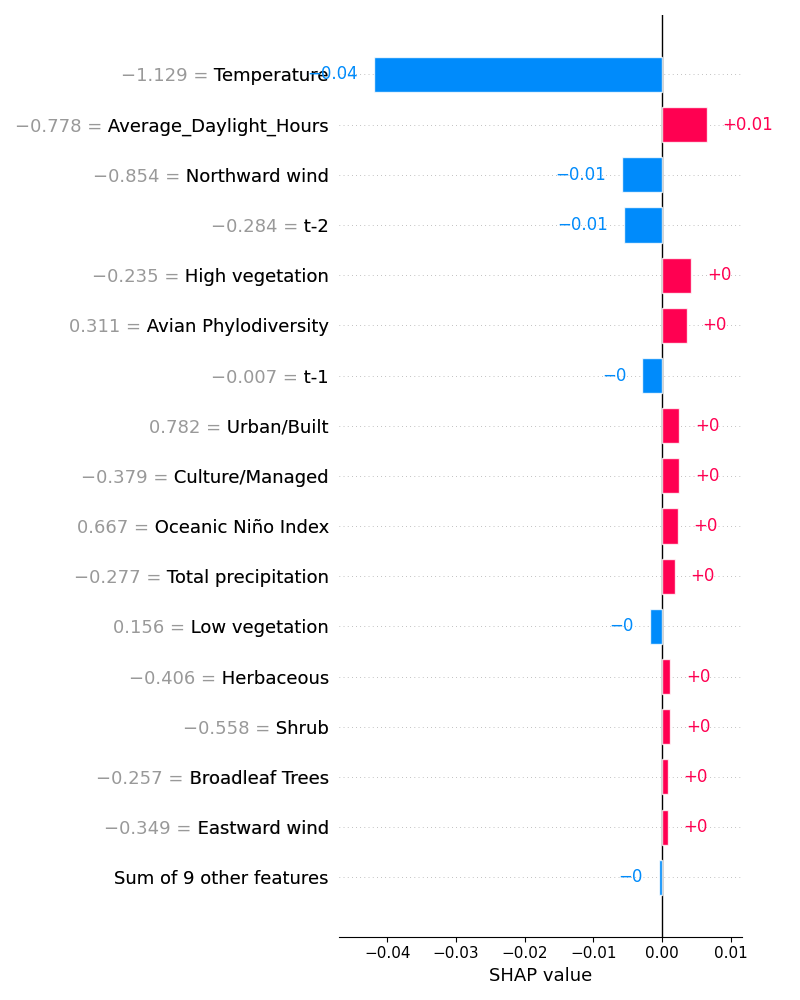 −1.129 = Temperature −0.04
−0.778 = Average_Daylight_Hours +0.01
−0.854 = Northward wind −0.01
−0.284 = t-2 −0.01
−0.235 = High vegetation +0
0.311 = Avian Phylodiversity +0
−0.007 = t-1 −0
0.782 = Urban/Built +0
−0.379 = Culture/Managed +0
0.667 = Oceanic Niño Index +0
−0.277 = Total precipitation +0
0.156 = Low vegetation −0
−0.406 = Herbaceous +0
−0.558 = Shrub +0
−0.257 = Broadleaf Trees +0
−0.349 = Eastward wind +0
Sum of 9 other features −0
−0.04 −0.03 −0.02 −0.01 0.00 0.01
SHAP value